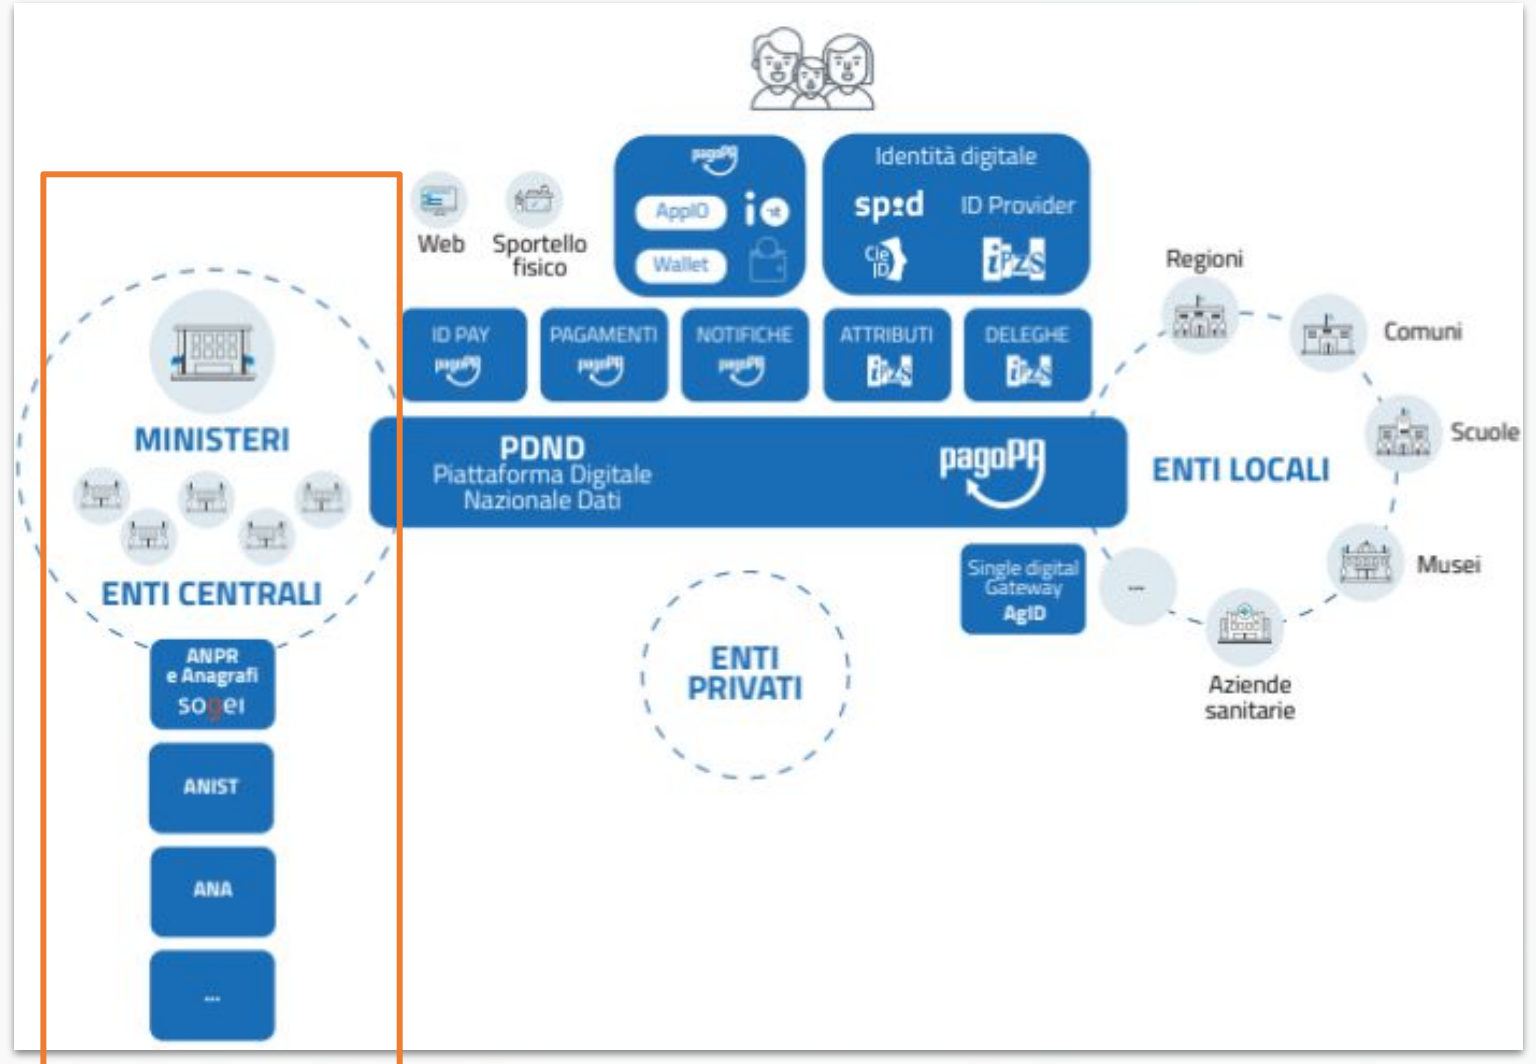 pagoPA
Identità digitale
AppIO
io
spid
ID Provider
Wallet
Cie
ID
iPZS
Web
Sportello
fisico
ID PAY
pagoPA
PAGAMENTI
pagoPA
NOTIFICHE
pagoPA
ATTRIBUTI
iPZS
DELEGHE
iPZS
MINISTERI
ENTI CENTRALI
PDND
Piattaforma Digitale
Nazionale Dati
pagoPA
Regioni
Comuni
Scuole
ENTI LOCALI
Musei
...
Aziende
sanitarie
Single digital
Gateway
AgID
ENTI
PRIVATI
ANPR
e Anagrafi
sogei
ANIST
ANA
...